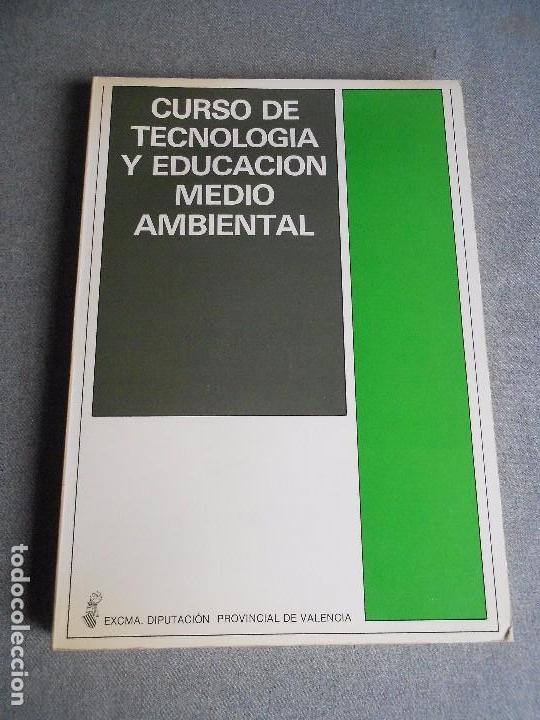 CURSO DE
TECNOLOGIA
Y EDUCACION
MEDIO
AMBIENTAL
EXCMA. DIPUTACIÓN PROVINCIAL DE VALENCIA
todocoleccion